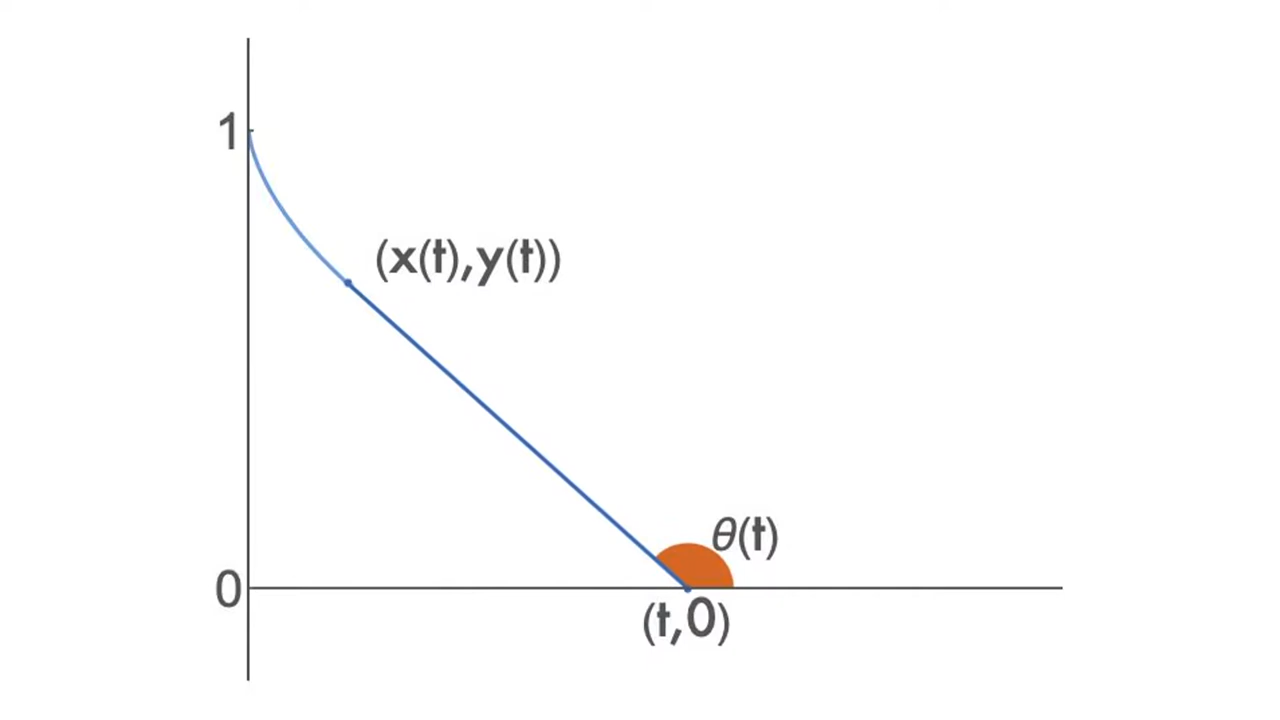 1
(x(t),y(t))
θ(t)
0
(t,0)